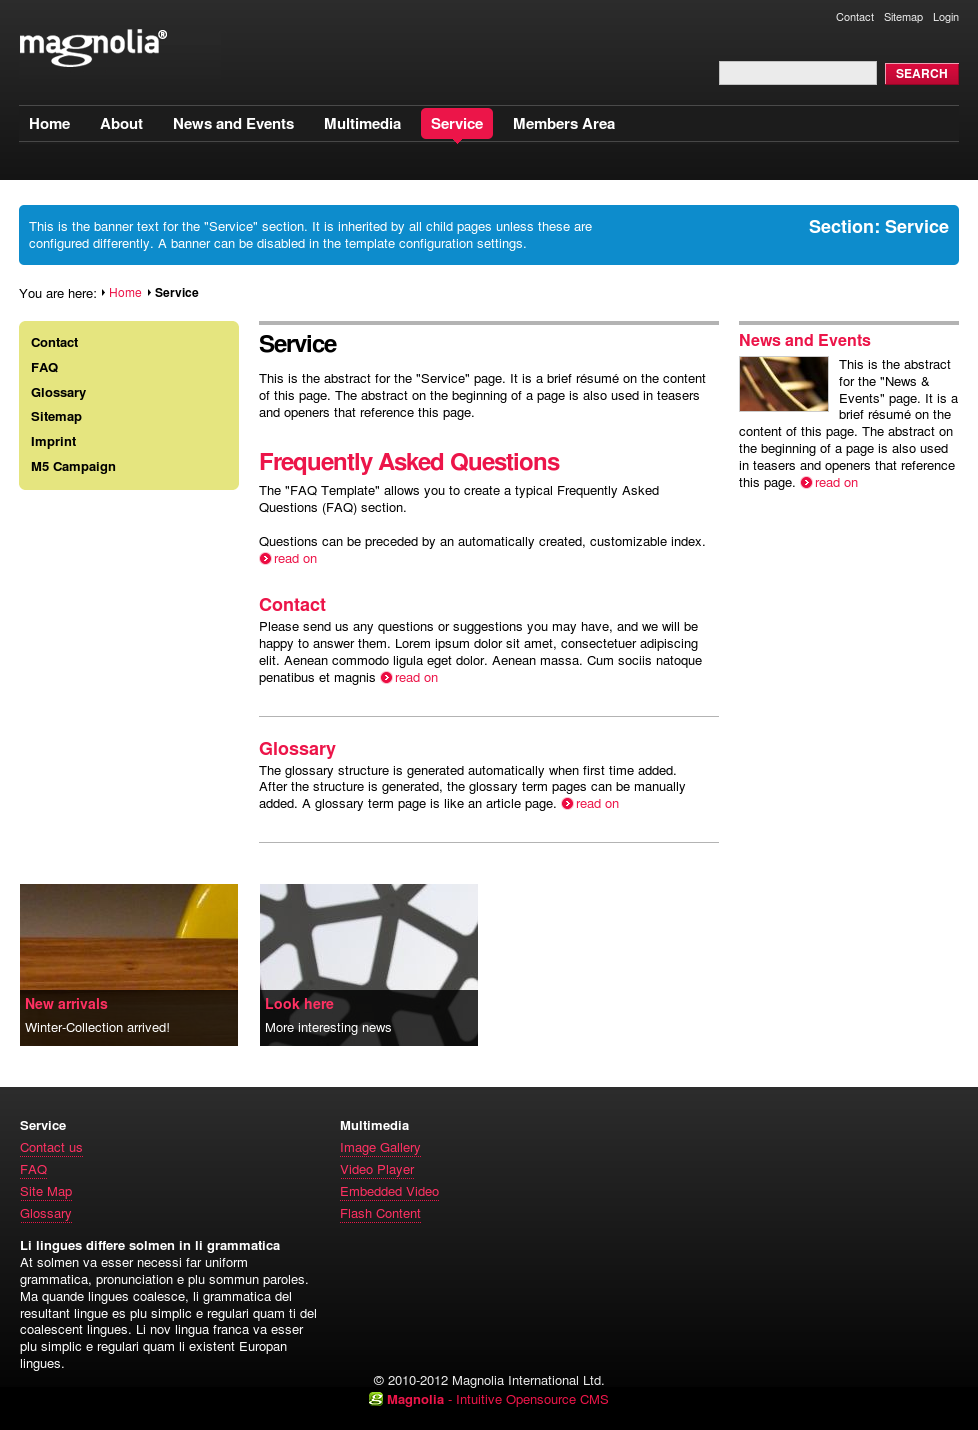 Contact Sitemap Login
magnolia®
SEARCH
Home About News and Events Multimedia Service Members Area
This is the banner text for the "Service" section. It is inherited by all child pages unless these are
configured differently. A banner can be disabled in the template configuration settings.
Section: Service
You are here: Home Service
Contact
FAQ
Glossary
Sitemap
Imprint
M5 Campaign
Service
This is the abstract for the "Service" page. It is a brief résumé on the content
of this page. The abstract on the beginning of a page is also used in teasers
and openers that reference this page.
Frequently Asked Questions
The "FAQ Template" allows you to create a typical Frequently Asked
Questions (FAQ) section.
Questions can be preceded by an automatically created, customizable index.
read on
Contact
Please send us any questions or suggestions you may have, and we will be
happy to answer them. Lorem ipsum dolor sit amet, consectetuer adipiscing
elit. Aenean commodo ligula eget dolor. Aenean massa. Cum sociis natoque
penatibus et magnis read on
Glossary
The glossary structure is generated automatically when first time added.
After the structure is generated, the glossary term pages can be manually
added. A glossary term page is like an article page. read on
News and Events
This is the abstract
for the "News &
Events" page. It is a
brief résumé on the
content of this page. The abstract on
the beginning of a page is also used
in teasers and openers that reference
this page. read on
New arrivals
Winter-Collection arrived!
Look here
More interesting news
Service
Contact us
FAQ
Site Map
Glossary
Multimedia
Image Gallery
Video Player
Embedded Video
Flash Content
Li lingues differe solmen in li grammatica
At solmen va esser necessi far uniform
grammatica, pronunciation e plu sommun paroles.
Ma quande lingues coalesce, li grammatica del
resultant lingue es plu simplic e regulari quam ti del
coalescent lingues. Li nov lingua franca va esser
plu simplic e regulari quam li existent Europan
lingues.
© 2010-2012 Magnolia International Ltd.
Magnolia - Intuitive Opensource CMS